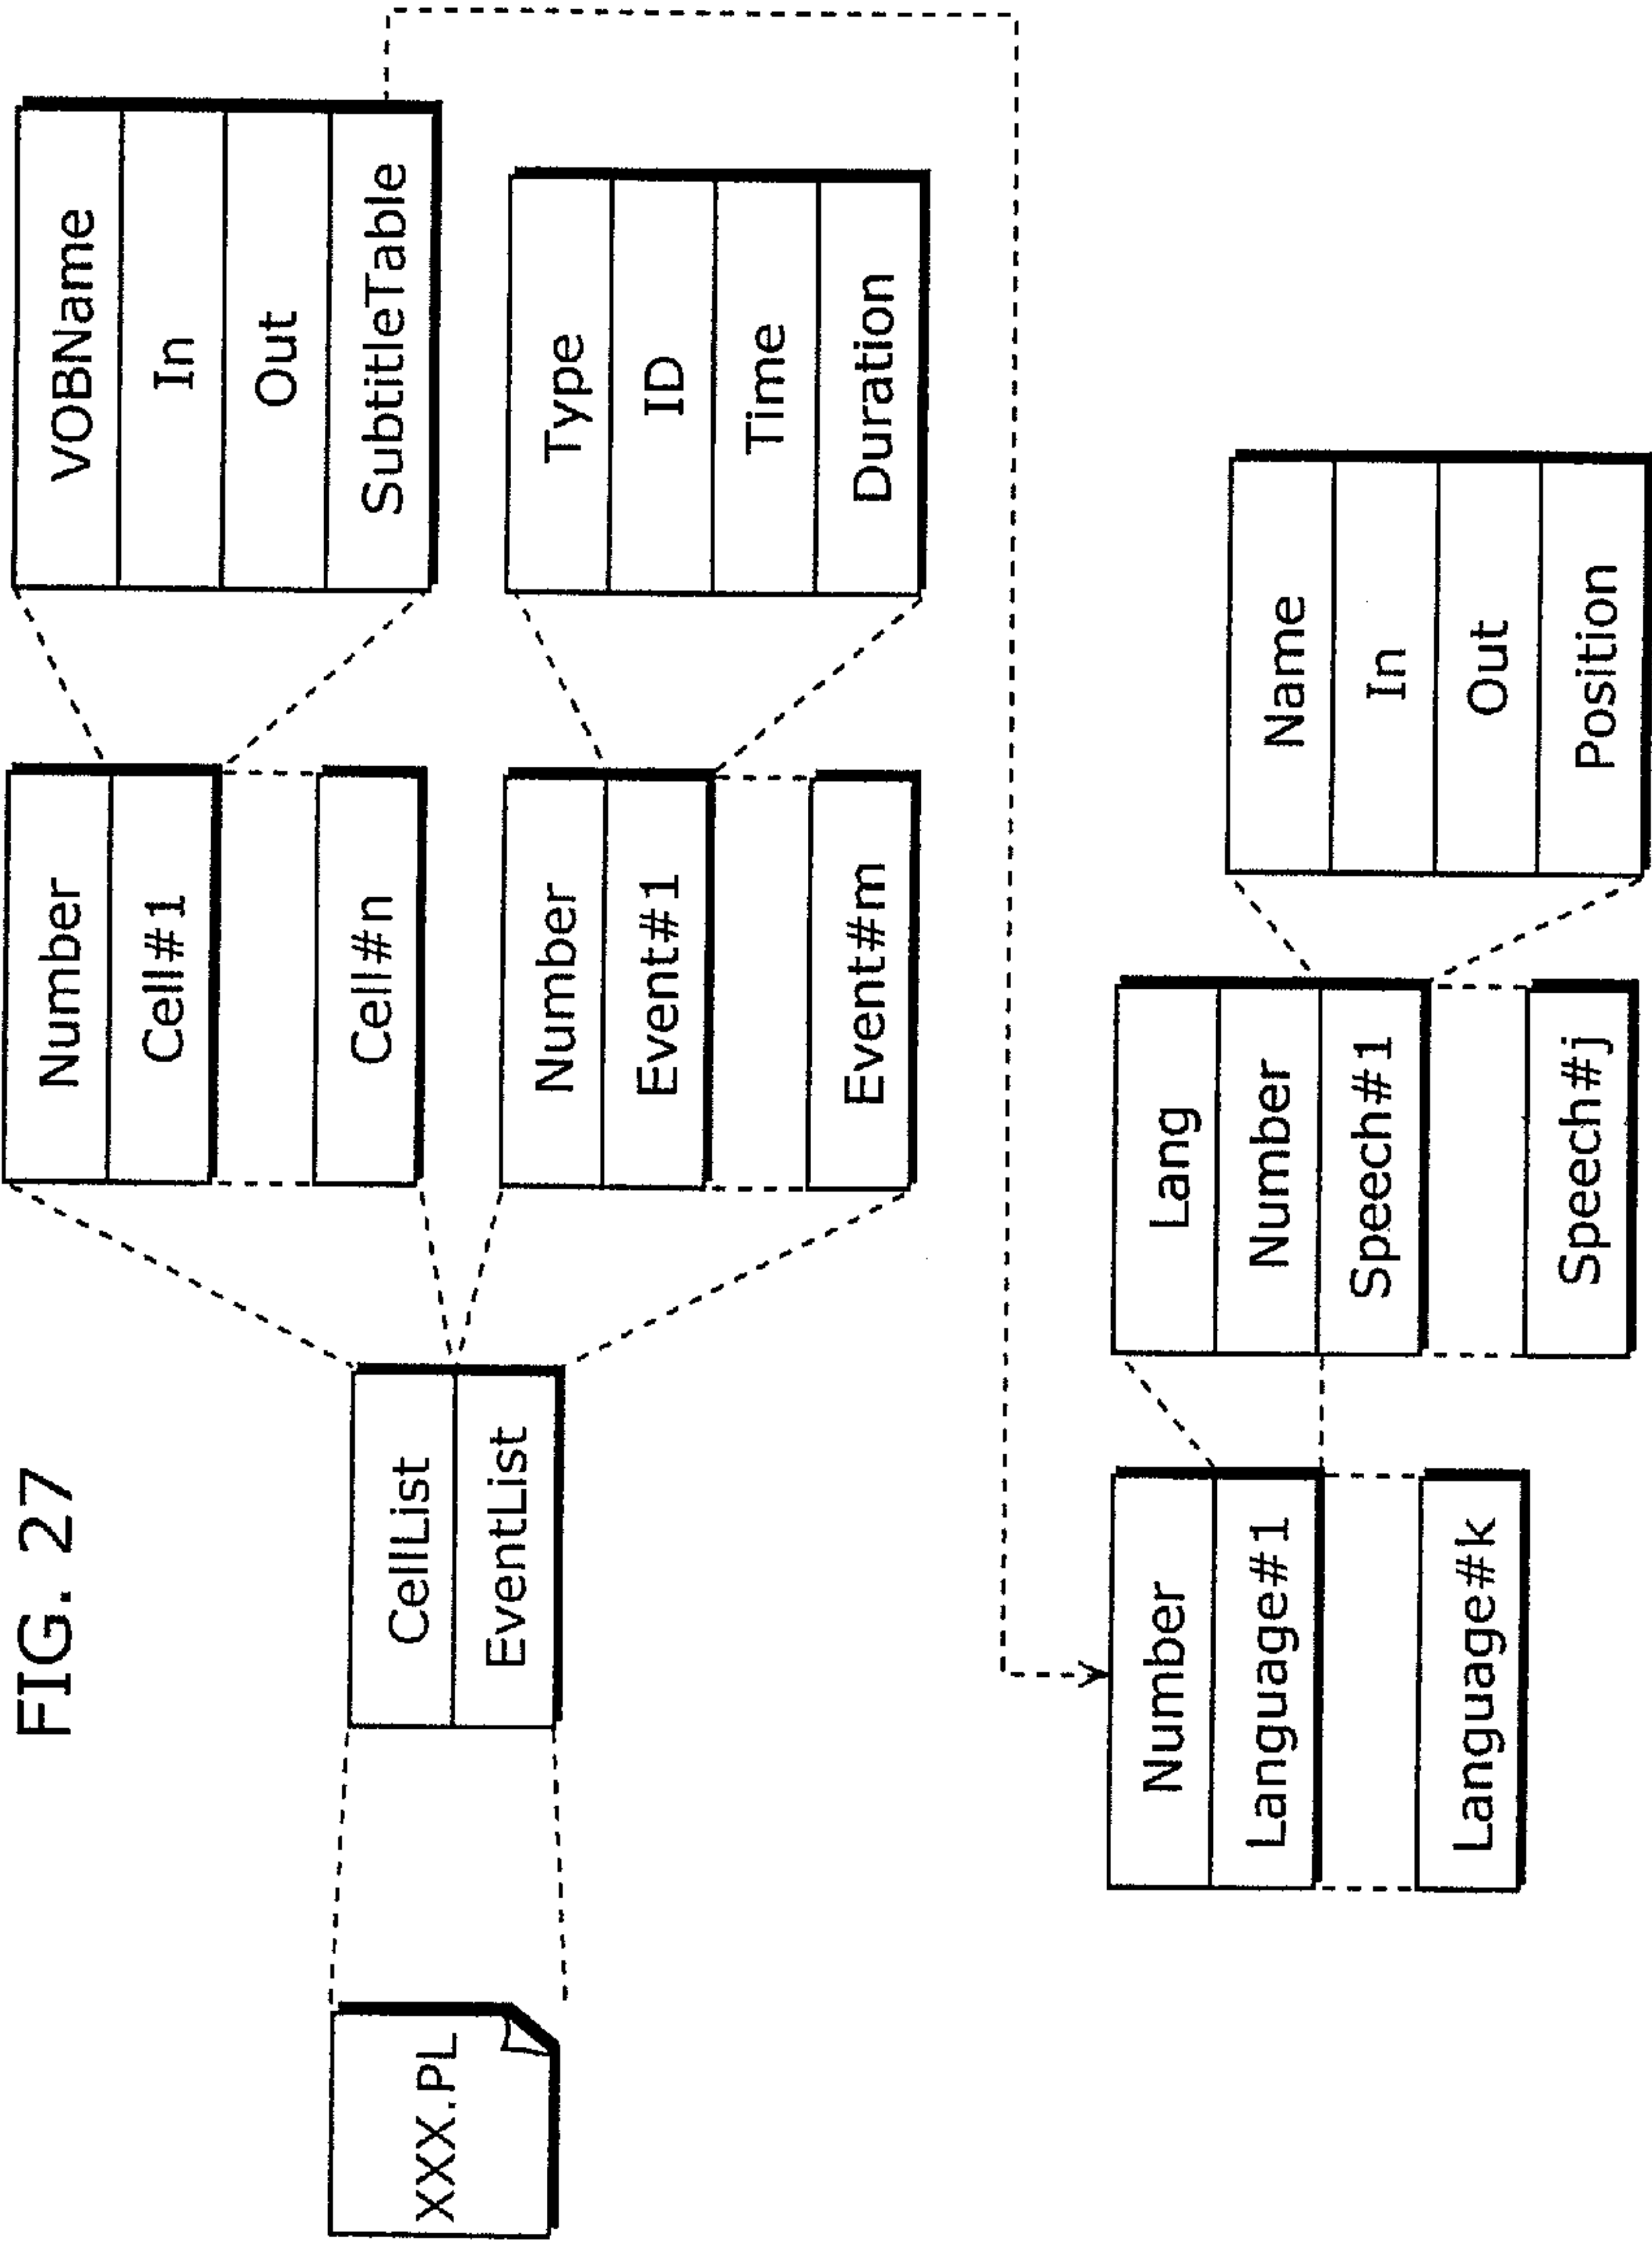 FIG. 27
XXX.PL
CellList
EventList
Number
Cell#1
Cell#n
Number
Event#1
Event#m
VOBName
In
Out
SubtitleTable
Type
ID
Time
Duration
Number
Language#1
Language#k
Lang
Number
Speech#1
Speech#j
Name
In
Out
Position